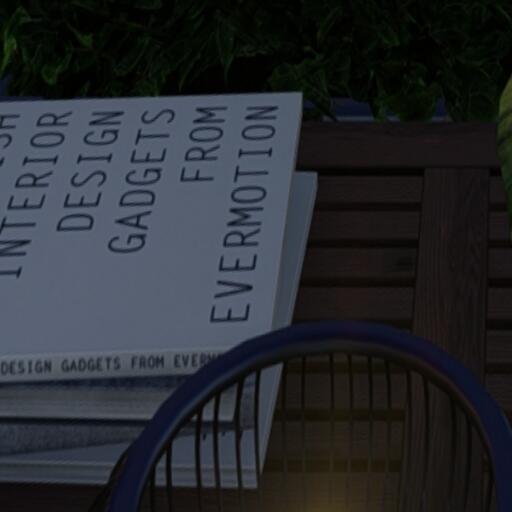 INTERIOR
DESIGN
GADGETS
FROM
EVERMOTION
DESIGN GADGETS FROM